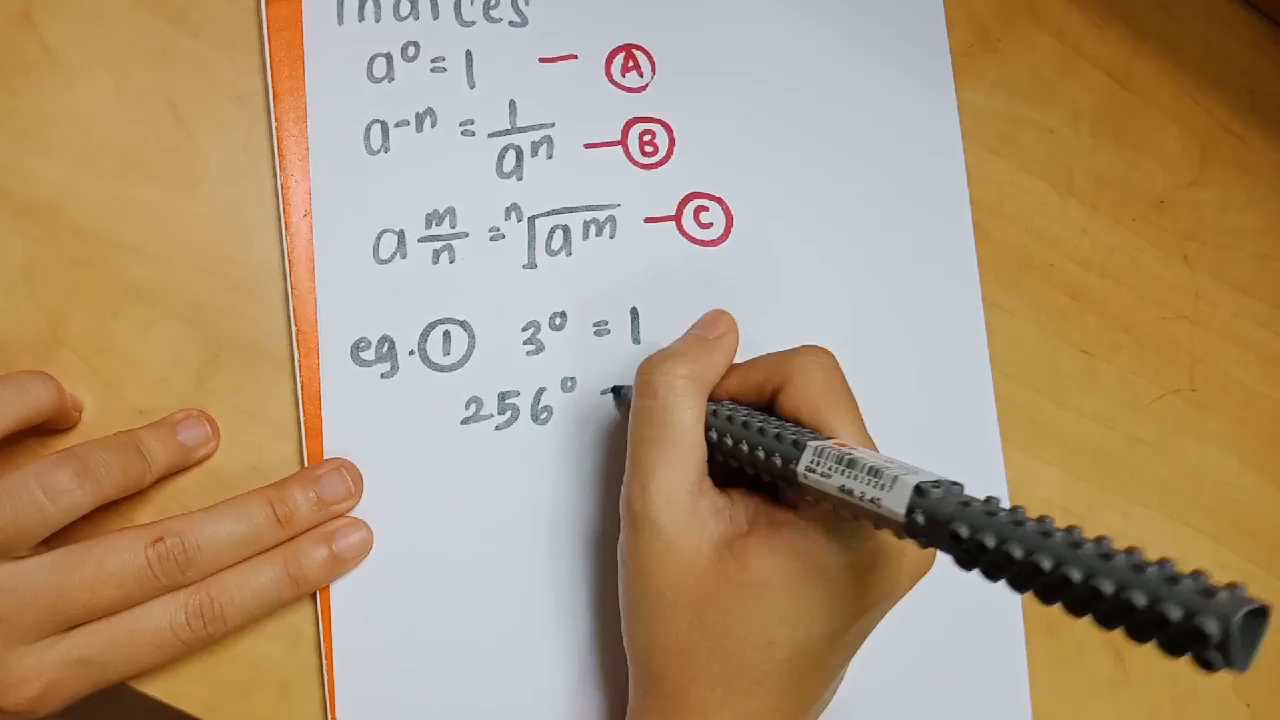 Indices
a⁰ = 1 — Ⓐ
a⁻ⁿ = 1/aⁿ — Ⓑ
a m/n = ⁿ√aᵐ — Ⓒ
eg. ① 3⁰ = 1
256⁰